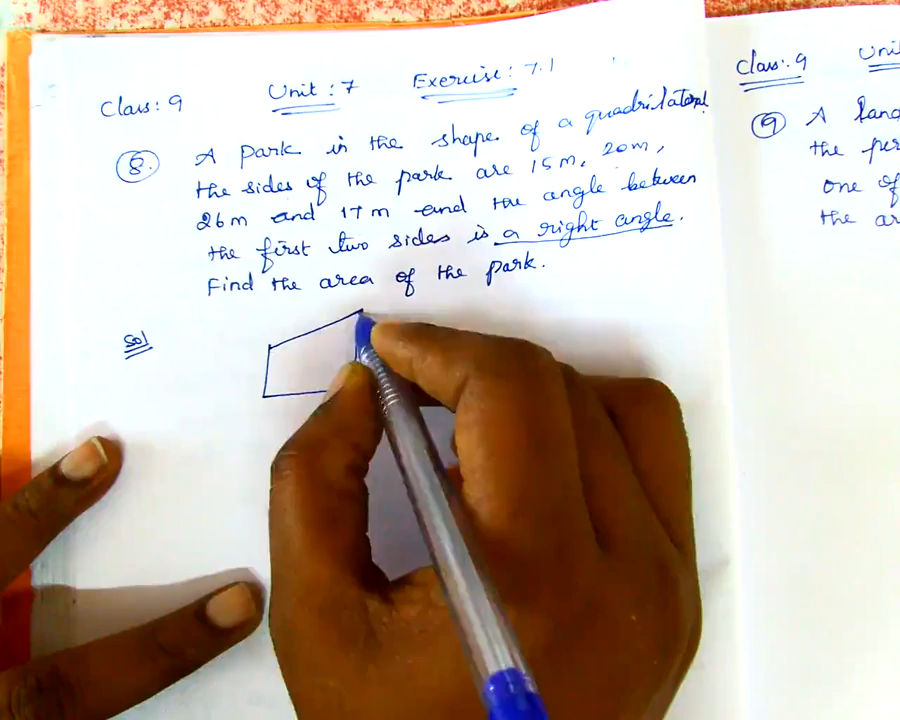 Class: 9 Unit : 7 Exercise : 7.1
8. A park in the shape of a quadrilateral
the sides of the park are 15m, 20m,
26m and 17m and the angle between
the first two sides is a right angle.
Find the area of the park.
Sol
Class: 9
9 A
the
one of
the